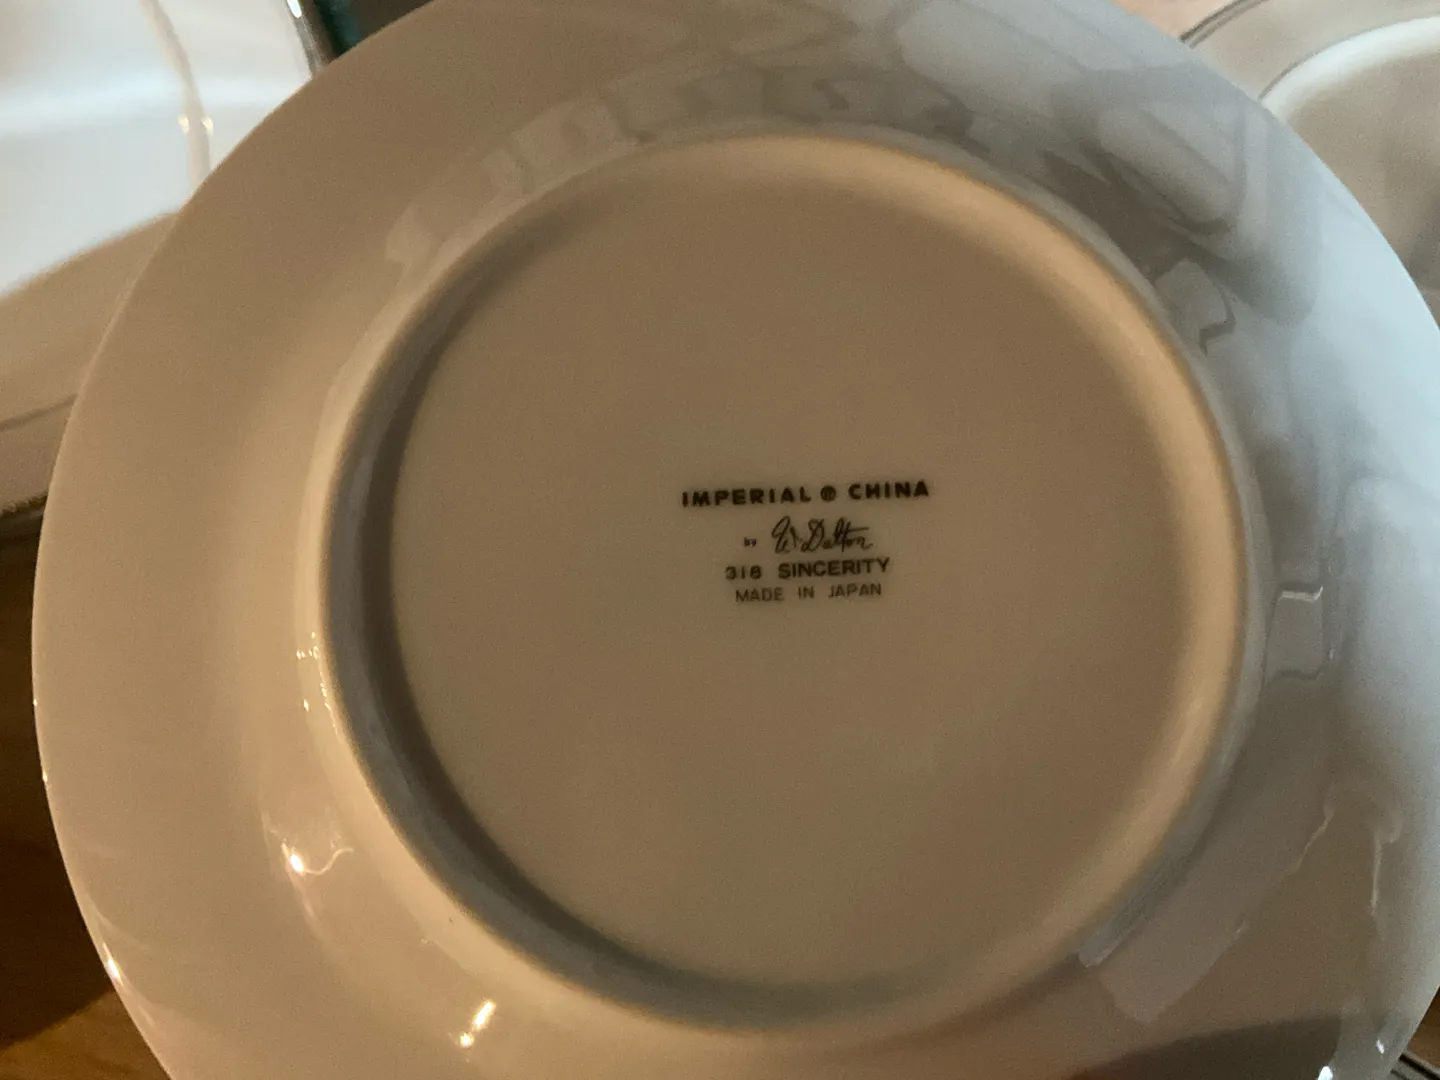 IMPERIAL ® CHINA
by W. Dalton
318 SINCERITY
MADE IN JAPAN